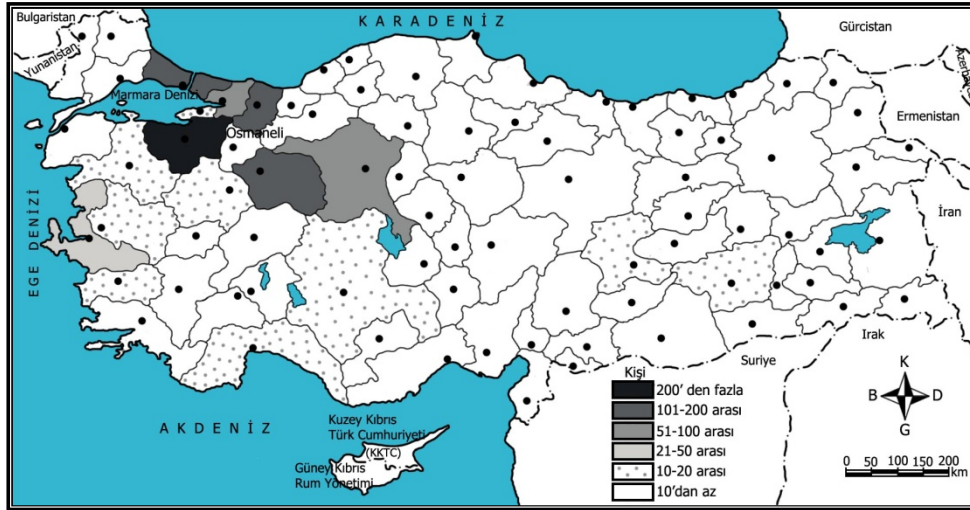 Bulgaristan
KARADENİZ
Gürcistan
Yunanistan
Marmara Denizi
Osmaneli
Ermenistan
İran
EGE DENİZİ
Irak
Suriye
AKDENİZ
Kuzey Kıbrıs
Türk Cumhuriyeti
(KKTC)
Güney Kıbrıs
Rum Yönetimi
Kişi
200' den fazla
101-200 arası
51-100 arası
21-50 arası
10-20 arası
10'dan az
K
B
D
G
0 50 100 150 200
km